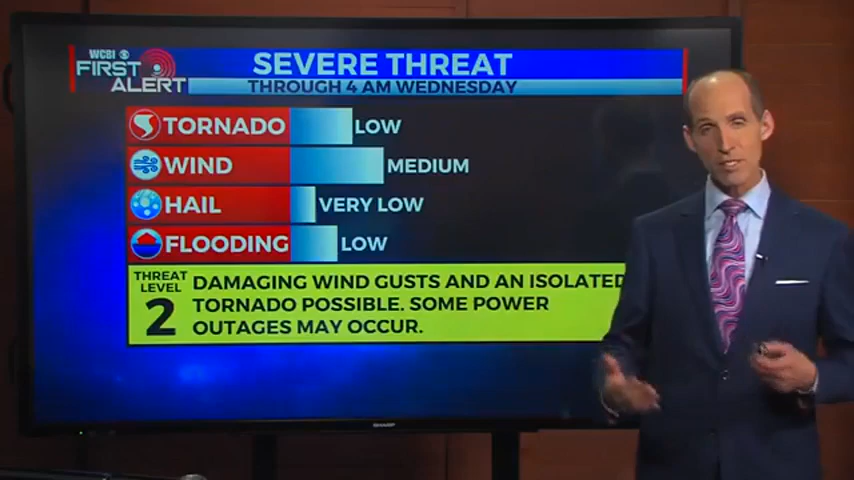 WCBI
FIRST
ALERT
SEVERE THREAT
THROUGH 4 AM WEDNESDAY
TORNADO LOW
WIND MEDIUM
HAIL VERY LOW
FLOODING LOW
THREAT
LEVEL
2
DAMAGING WIND GUSTS AND AN ISOLATED
TORNADO POSSIBLE. SOME POWER
OUTAGES MAY OCCUR.
SHARP